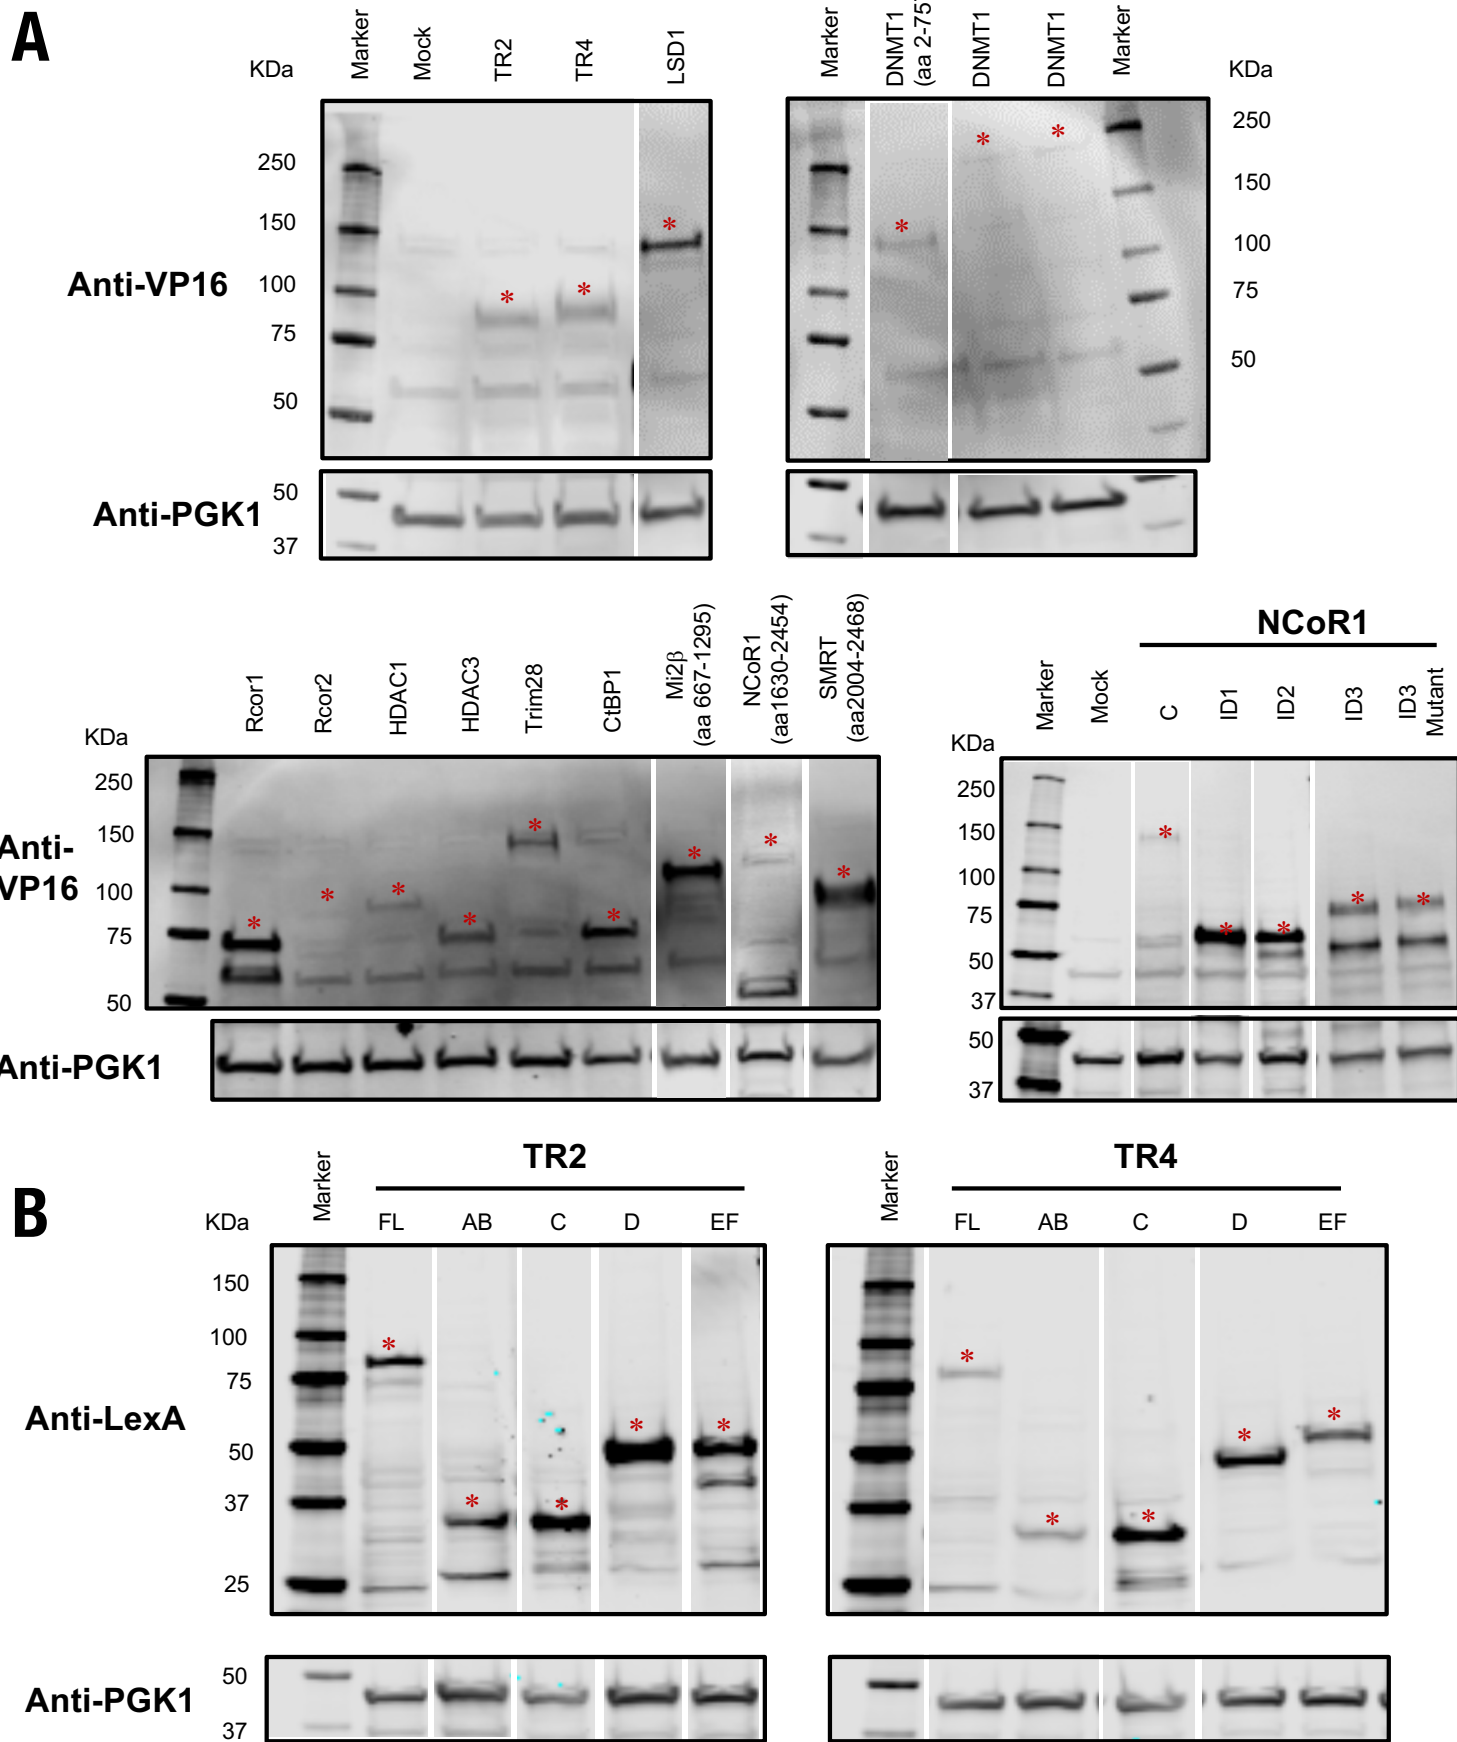 A
KDa
Marker
Mock
TR2
TR4
LSD1
Marker
DNMT1
(aa 2-75
DNMT1
DNMT1
Marker
KDa
Anti-VP16
250
150
100
75
50
* * * * * *
250
150
100
75
50
Anti-PGK1
50
37
KDa
Rcor1
Rcor2
HDAC1
HDAC3
Trim28
CtBP1
Mi2β
(aa 667-1295)
NCoR1
(aa1630-2454)
SMRT
(aa2004-2468)
Anti-
VP16
250
150
100
75
50
* * * * * * * * *
Anti-PGK1
NCoR1
KDa
Marker
Mock
C
ID1
ID2
ID3
ID3
Mutant
250
150
100
75
50
37
* * * * *
50
37
B
TR2
KDa
Marker
FL AB C D EF
TR4
Marker
FL AB C D EF
Anti-LexA
150
100
75
50
37
25
* * * * *
* * * * *
Anti-PGK1
50
37